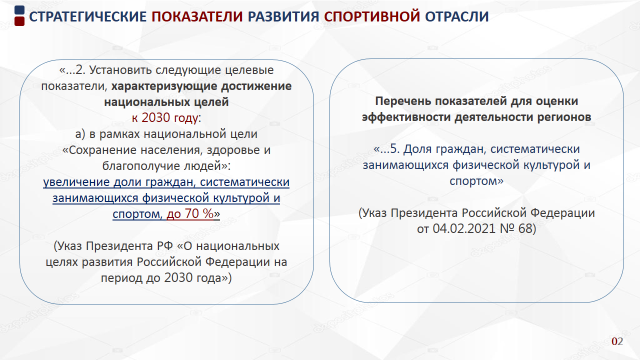 СТРАТЕГИЧЕСКИЕ ПОКАЗАТЕЛИ РАЗВИТИЯ СПОРТИВНОЙ ОТРАСЛИ
«...2. Установить следующие целевые
показатели, характеризующие достижение
национальных целей
к 2030 году:
а) в рамках национальной цели
«Сохранение населения, здоровье и
благополучие людей»:
увеличение доли граждан, систематически
занимающихся физической культурой и
спортом, до 70 %»
(Указ Президента РФ «О национальных
целях развития Российской Федерации на
период до 2030 года»)
Перечень показателей для оценки
эффективности деятельности регионов
«...5. Доля граждан, систематически
занимающихся физической культурой и
спортом»
(Указ Президента Российской Федерации
от 04.02.2021 № 68)
02